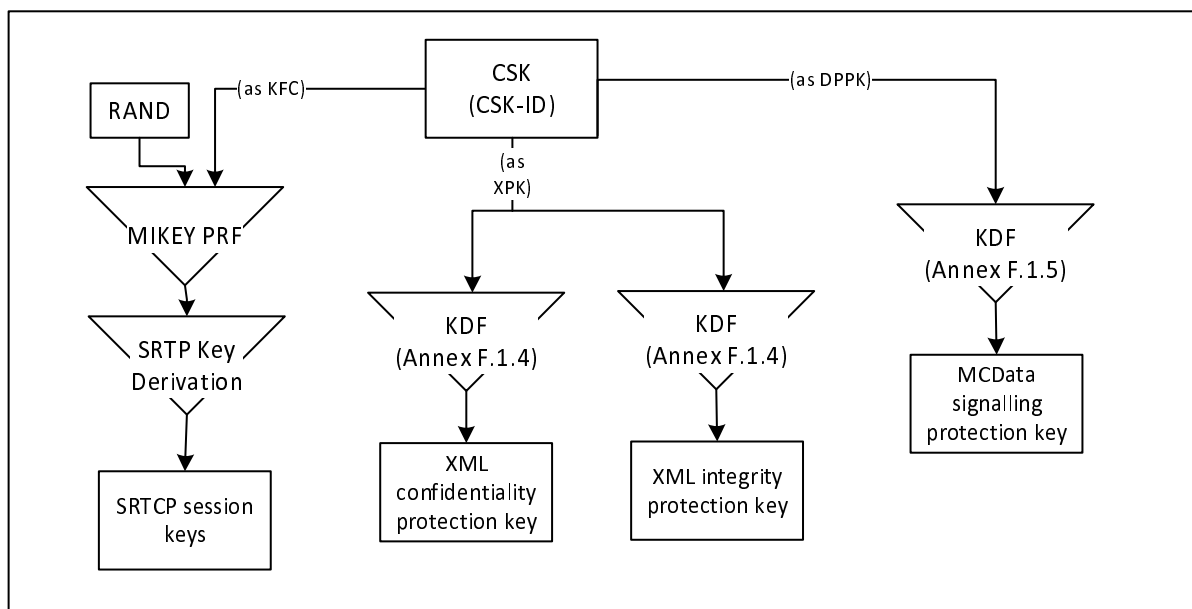 CSK
(CSK-ID)
(as KFC)
(as DPPK)
RAND
(as
XPK)
MIKEY PRF
KDF
(Annex F.1.5)
SRTP Key
Derivation
KDF
(Annex F.1.4)
KDF
(Annex F.1.4)
MCData
signalling
protection key
XML
confidentiality
protection key
XML integrity
protection key
SRTCP session
keys